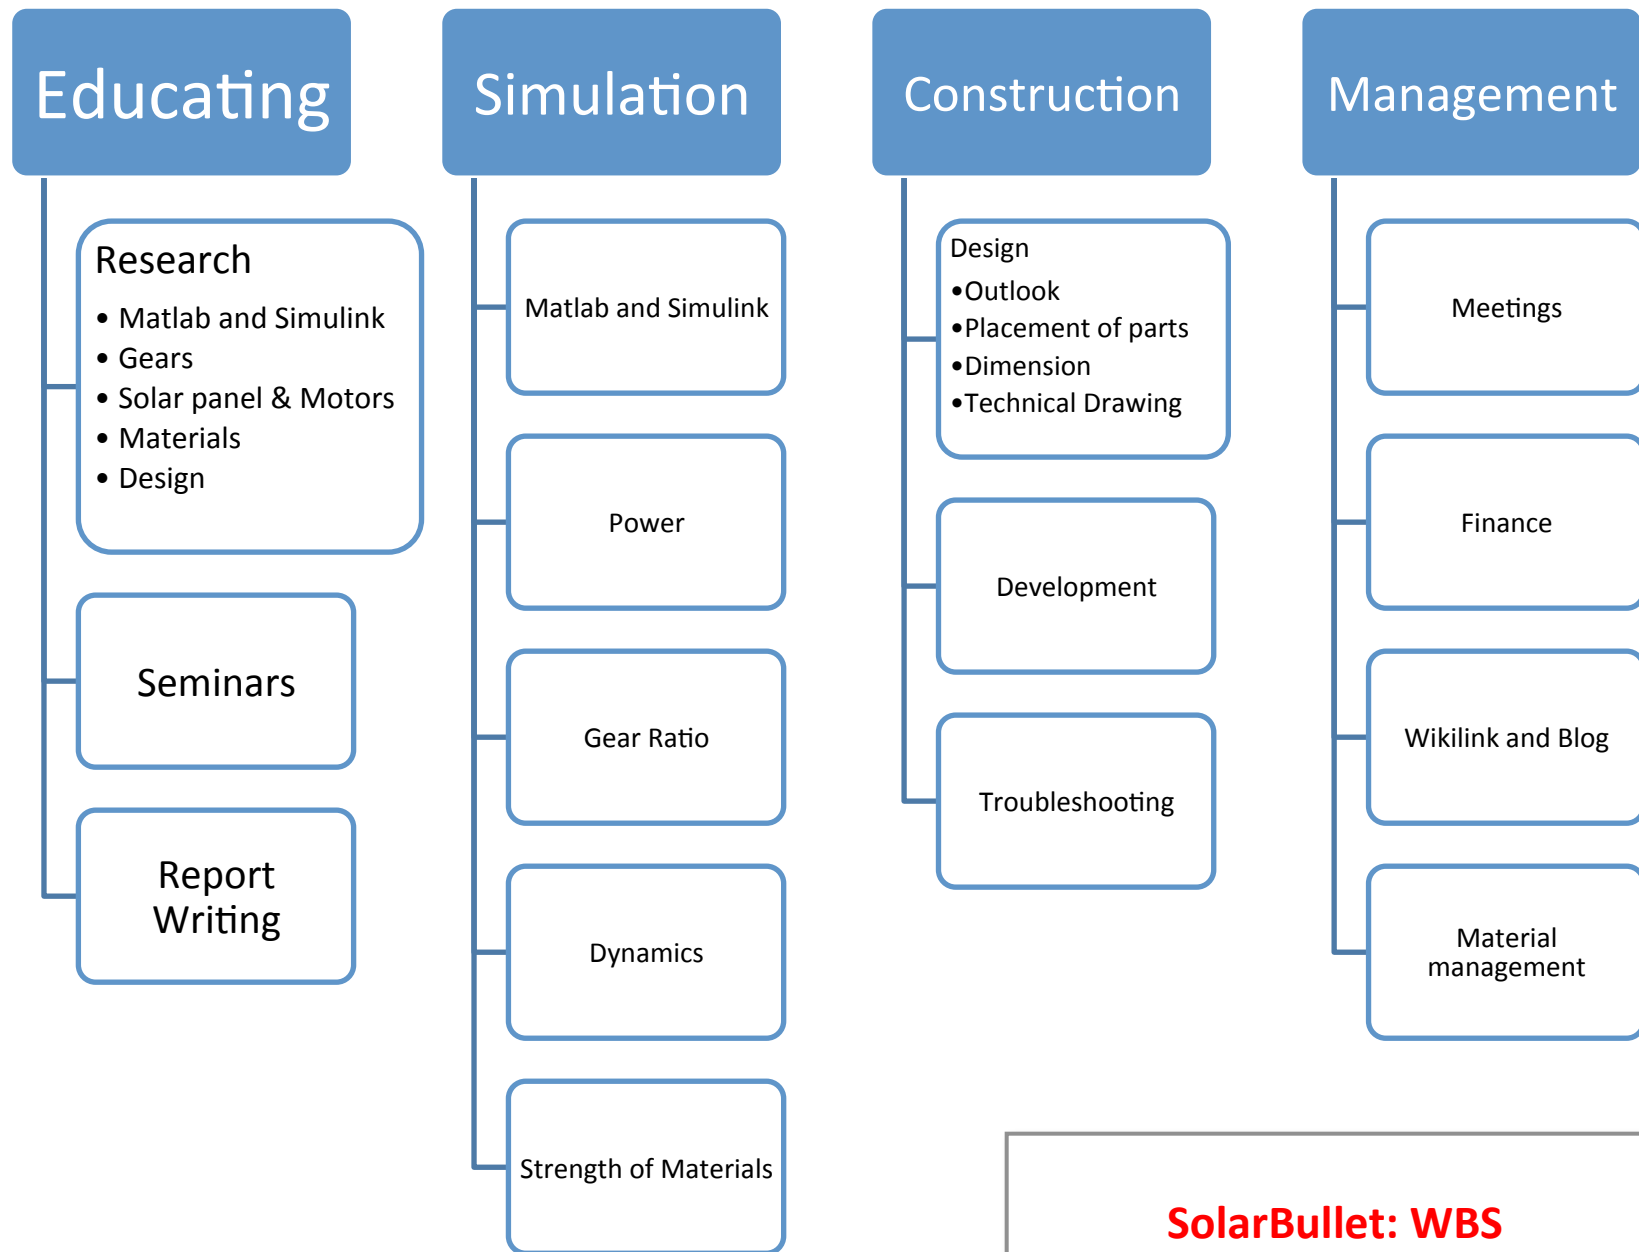 Educating
Research
• Matlab and Simulink
• Gears
• Solar panel & Motors
• Materials
• Design
Seminars
Report
Writing
Simulation
Matlab and Simulink
Power
Gear Ratio
Dynamics
Strength of Materials
Construction
Design
•Outlook
•Placement of parts
•Dimension
•Technical Drawing
Development
Troubleshooting
Management
Meetings
Finance
Wikilink and Blog
Material
management
SolarBullet: WBS